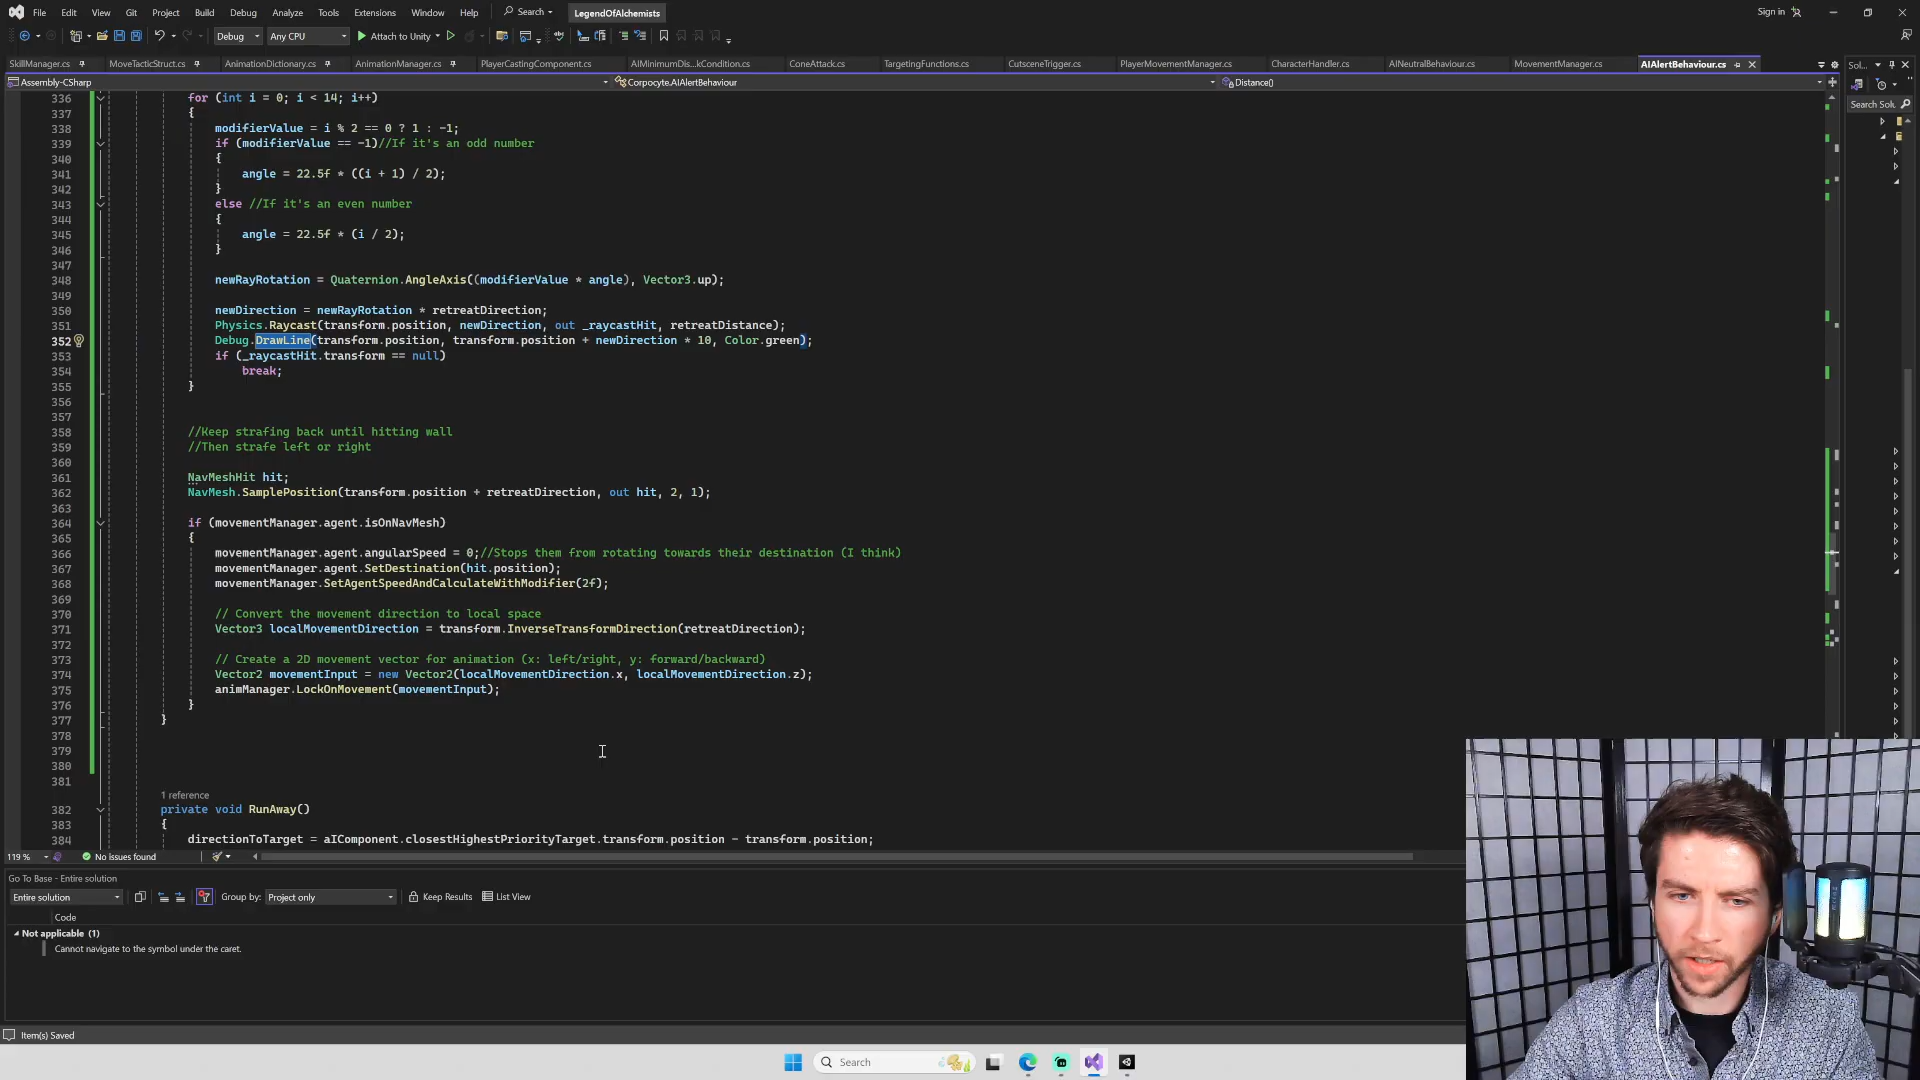 File Edit View Git Project Build Debug Analyze Tools Extensions Window Help Search LegendOfAlchemists Sign in
Debug Any CPU Attach to Unity
SkillManager.cs MoveTacticStruct.cs AnimationDictionary.cs AnimationManager.cs PlayerCastingComponent.cs AIMinimumDis...kCondition.cs ConeAttack.cs TargetingFunctions.cs CutsceneTrigger.cs PlayerMovementManager.cs CharacterHandler.cs AINeutralBehaviour.cs MovementManager.cs AIAlertBehaviour.cs Sol...
Assembly-CSharp Corpocyte.AIAlertBehaviour Distance()
Search Solu
336 for (int i = 0; i < 14; i++)
337 {
338 modifierValue = i % 2 == 0 ? 1 : -1;
339 if (modifierValue == -1)//If it's an odd number
340 {
341 angle = 22.5f * ((i + 1) / 2);
342 }
343 else //If it's an even number
344 {
345 angle = 22.5f * (i / 2);
346 }
347
348 newRayRotation = Quaternion.AngleAxis((modifierValue * angle), Vector3.up);
349
350 newDirection = newRayRotation * retreatDirection;
351 Physics.Raycast(transform.position, newDirection, out _raycastHit, retreatDistance);
352 Debug.DrawLine(transform.position, transform.position + newDirection * 10, Color.green);
353 if (_raycastHit.transform == null)
354 break;
355 }
356
357
358 //Keep strafing back until hitting wall
359 //Then strafe left or right
360
361 NavMeshHit hit;
362 NavMesh.SamplePosition(transform.position + retreatDirection, out hit, 2, 1);
363
364 if (movementManager.agent.isOnNavMesh)
365 {
366 movementManager.agent.angularSpeed = 0;//Stops them from rotating towards their destination (I think)
367 movementManager.agent.SetDestination(hit.position);
368 movementManager.SetAgentSpeedAndCalculateWithModifier(2f);
369
370 // Convert the movement direction to local space
371 Vector3 localMovementDirection = transform.InverseTransformDirection(retreatDirection);
372
373 // Create a 2D movement vector for animation (x: left/right, y: forward/backward)
374 Vector2 movementInput = new Vector2(localMovementDirection.x, localMovementDirection.z);
375 animManager.LockOnMovement(movementInput);
376 }
377 }
378
379
380
381
1 reference
382 private void RunAway()
383 {
384 directionToTarget = aIComponent.closestHighestPriorityTarget.transform.position - transform.position;
119 % No issues found
Go To Base - Entire solution
Entire solution Group by: Project only Keep Results List View
Code
Not applicable (1)
Cannot navigate to the symbol under the caret.
Item(s) Saved
Search